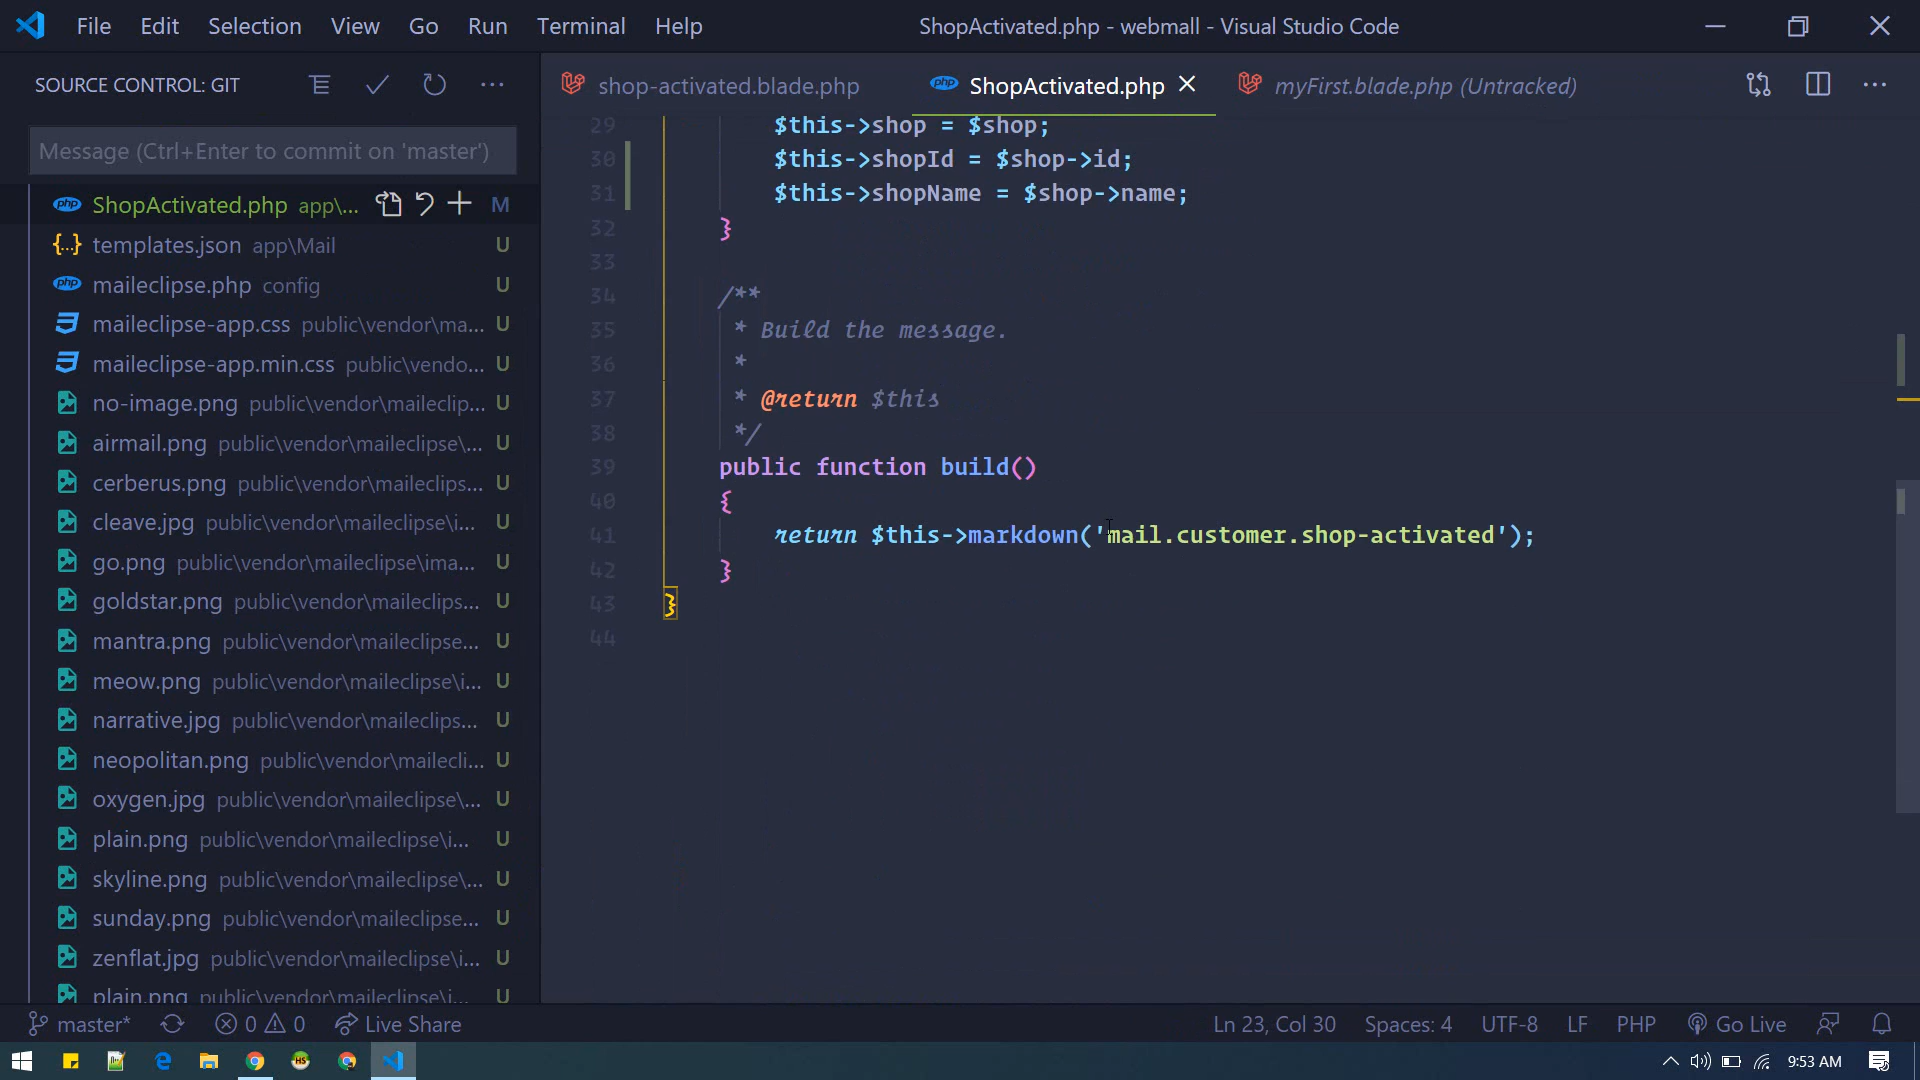 File Edit Selection View Go Run Terminal Help ShopActivated.php - webmall - Visual Studio Code
SOURCE CONTROL: GIT
Message (Ctrl+Enter to commit on 'master')
ShopActivated.php app\... M
templates.json app\Mail U
maileclipse.php config U
maileclipse-app.css public\vendor\ma... U
maileclipse-app.min.css public\vendo... U
no-image.png public\vendor\maileclip... U
airmail.png public\vendor\maileclipse\... U
cerberus.png public\vendor\maileclips... U
cleave.jpg public\vendor\maileclipse\i... U
go.png public\vendor\maileclipse\ima... U
goldstar.png public\vendor\maileclips... U
mantra.png public\vendor\maileclipse... U
meow.png public\vendor\maileclipse\i... U
narrative.jpg public\vendor\maileclips... U
neopolitan.png public\vendor\mailecli... U
oxygen.jpg public\vendor\maileclipse\... U
plain.png public\vendor\maileclipse\i... U
skyline.png public\vendor\maileclipse\... U
sunday.png public\vendor\maileclipse... U
zenflat.jpg public\vendor\maileclipse\i... U
plain.png public\vendor\maileclipse\i... U
shop-activated.blade.php php ShopActivated.php myFirst.blade.php (Untracked)
29 $this->shop = $shop;
30 $this->shopId = $shop->id;
31 $this->shopName = $shop->name;
32 }
33
34 /**
35 * Build the message.
36 *
37 * @return $this
38 */
39 public function build()
40 {
41 return $this->markdown('mail.customer.shop-activated');
42 }
43 }
44
master* 0 0 Live Share Ln 23, Col 30 Spaces: 4 UTF-8 LF PHP Go Live
9:53 AM